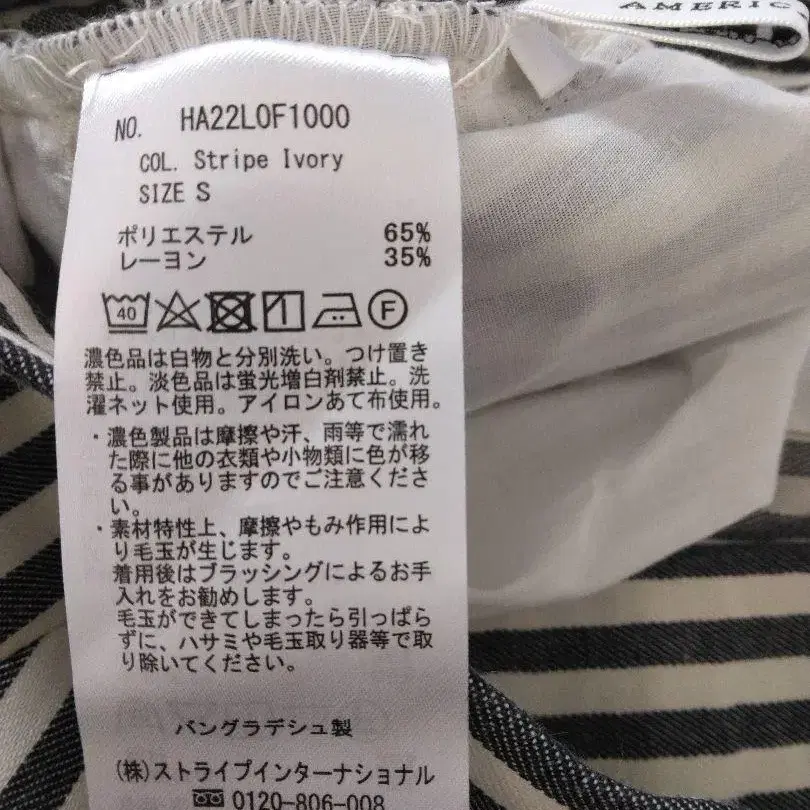 AMERIC
NO. HA22L0F1000
COL. Stripe Ivory
SIZE S
ポリエステル 65%
レーヨン 35%
40
F
濃色品は白物と分別洗い。つけ置き
禁止。淡色品は蛍光増白剤禁止。洗
濯ネット使用。アイロンあて布使用。
・濃色製品は摩擦や汗、雨等で濡れ
た際に他の衣類や小物類に色が移
る事がありますのでご注意くださ
い。
・素材特性上、摩擦やもみ作用によ
り毛玉が生じます。
着用後はブラッシングによるお手
入れをお勧めします。
毛玉ができてしまったら引っぱら
ずに、ハサミや毛玉取り器等で取
り除いてください。
バングラデシュ製
(株)ストライプインターナショナル
0120-806-008